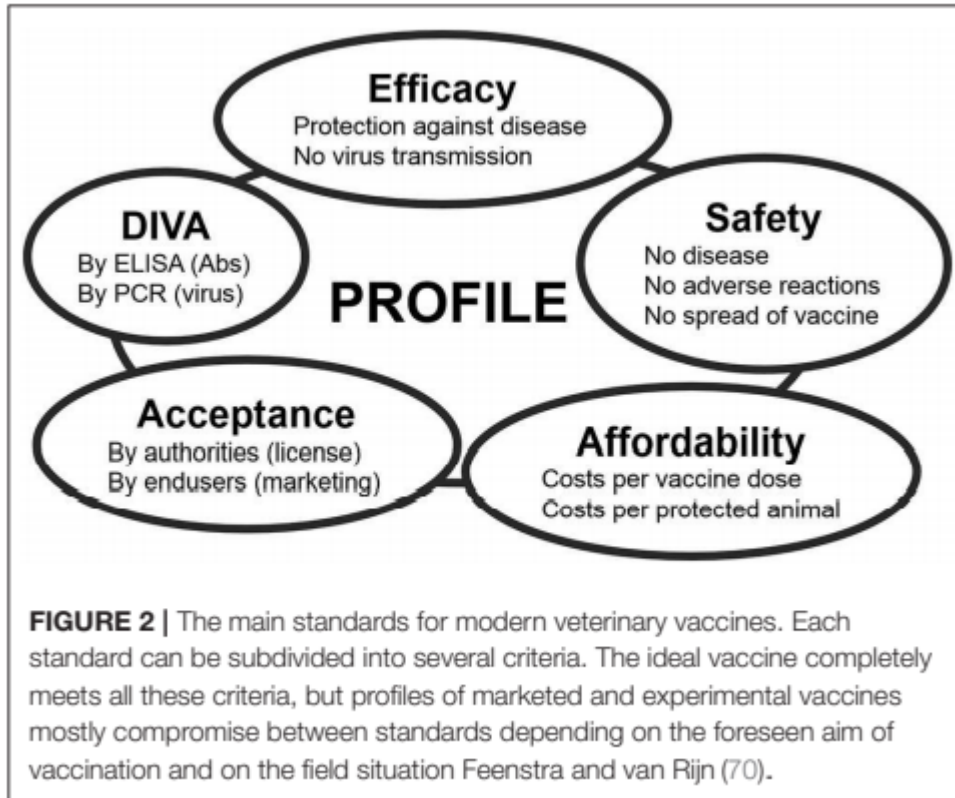 Efficacy
Protection against disease
No virus transmission
DIVA
By ELISA (Abs)
By PCR (virus)
Safety
No disease
No adverse reactions
No spread of vaccine
PROFILE
Acceptance
By authorities (license)
By endusers (marketing)
Affordability
Costs per vaccine dose
Costs per protected animal
FIGURE 2 | The main standards for modern veterinary vaccines. Each
standard can be subdivided into several criteria. The ideal vaccine completely
meets all these criteria, but profiles of marketed and experimental vaccines
mostly compromise between standards depending on the foreseen aim of
vaccination and on the field situation Feenstra and van Rijn (70).